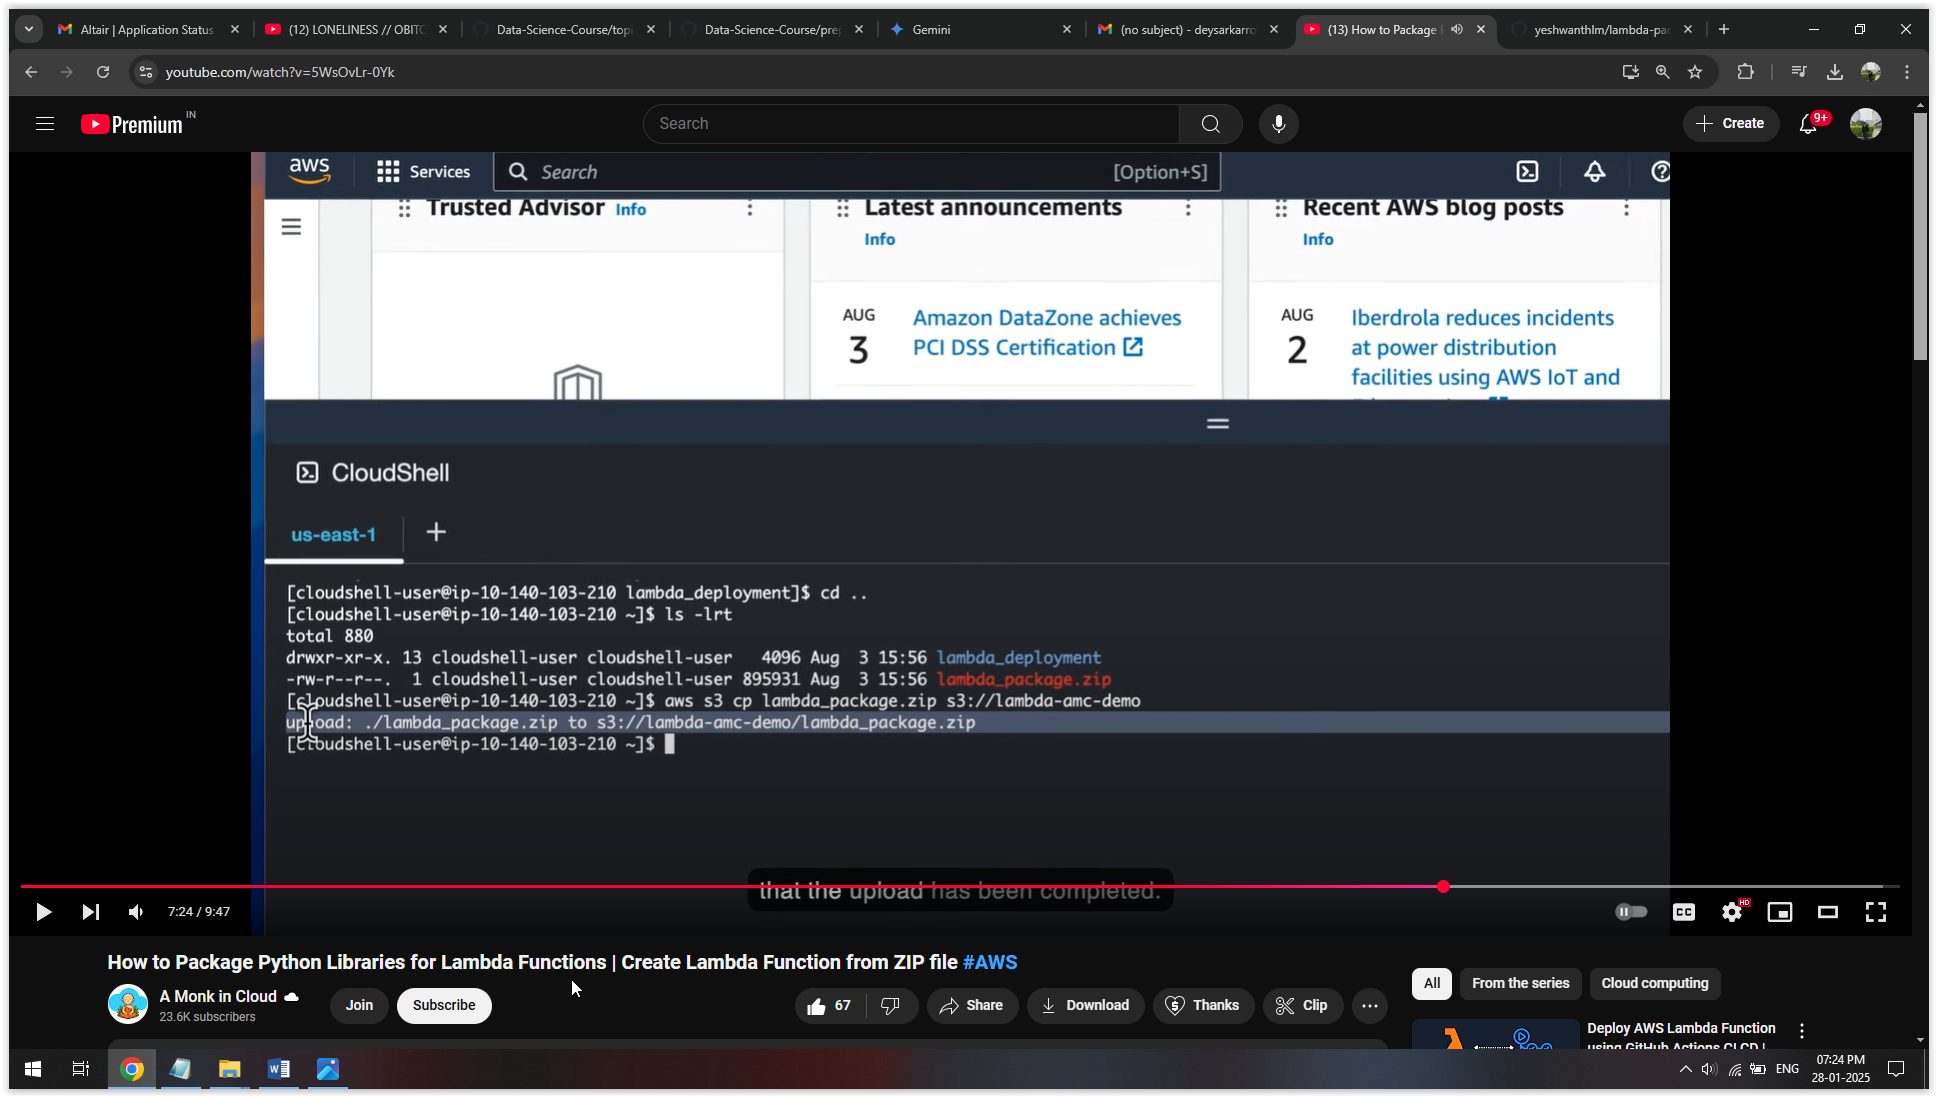 Altair | Application Status
(12) LONELINESS // OBITO
Data-Science-Course/topi
Data-Science-Course/prep
Gemini
(no subject) - deysarkarro
(13) How to Package P
yeshwanthlm/lambda-pac
youtube.com/watch?v=5WsOvLr-0Yk
Premium IN
Search
Create
9+
aws
Services
Search
[Option+S]
Trusted Advisor Info
Latest announcements
Info
Recent AWS blog posts
Info
AUG
3
Amazon DataZone achieves
PCI DSS Certification
AUG
2
Iberdrola reduces incidents
at power distribution
facilities using AWS IoT and
CloudShell
us-east-1
[cloudshell-user@ip-10-140-103-210 lambda_deployment]$ cd ..
[cloudshell-user@ip-10-140-103-210 ~]$ ls -lrt
total 880
drwxr-xr-x. 13 cloudshell-user cloudshell-user   4096 Aug  3 15:56 lambda_deployment
-rw-r--r--.  1 cloudshell-user cloudshell-user 895931 Aug  3 15:56 lambda_package.zip
[cloudshell-user@ip-10-140-103-210 ~]$ aws s3 cp lambda_package.zip s3://lambda-amc-demo
upload: ./lambda_package.zip to s3://lambda-amc-demo/lambda_package.zip
[cloudshell-user@ip-10-140-103-210 ~]$
that the upload has been completed.
7:24 / 9:47
CC
HD
How to Package Python Libraries for Lambda Functions | Create Lambda Function from ZIP file #AWS
A Monk in Cloud
23.6K subscribers
Join
Subscribe
67
Share
Download
Thanks
Clip
All
From the series
Cloud computing
Deploy AWS Lambda Function
using GitHub Actions CI CD |
ENG
07:24 PM
28-01-2025